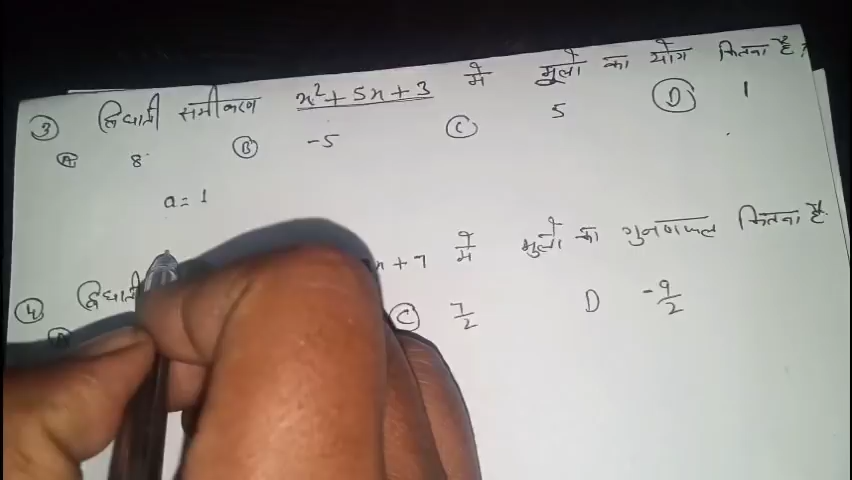 ③ द्विघाती समीकरण x²+5x+3 में मूलों का योग कितना है?
Ⓐ 8 Ⓑ -5 Ⓒ 5 Ⓓ 1
a = 1
④ द्विघाती x+7 में मूलों का गुणनफल कितना है
Ⓐ Ⓒ 7/2 D -9/2